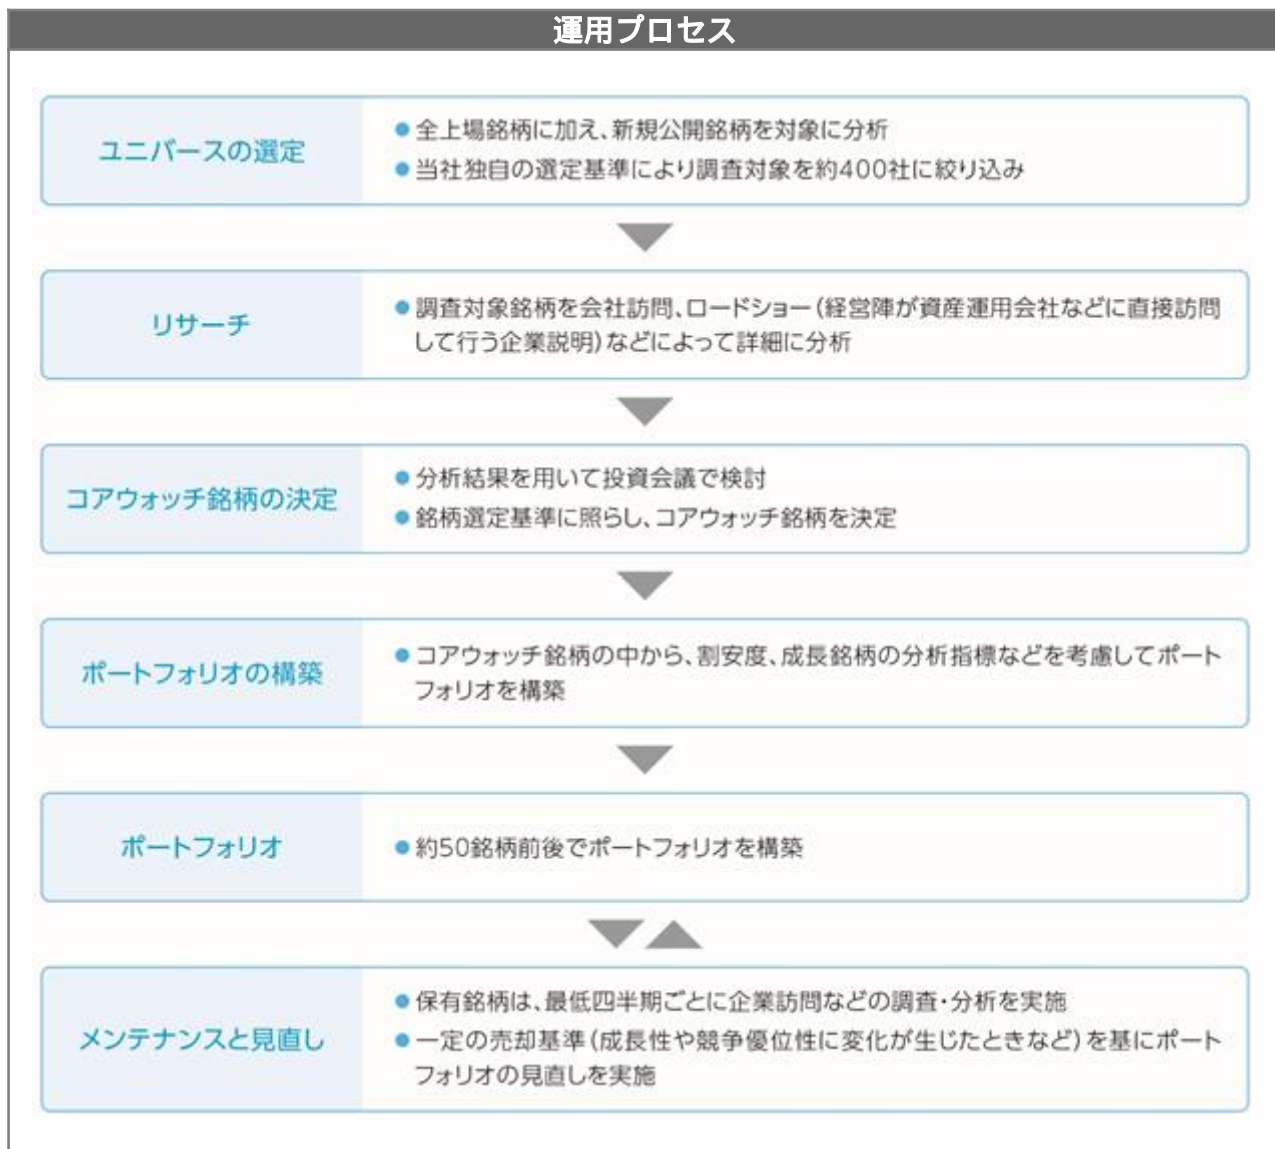 運用プロセス
ユニバースの選定
●全上場銘柄に加え、新規公開銘柄を対象に分析
●当社独自の選定基準により調査対象を約400社に絞り込み
リサーチ
●調査対象銘柄を会社訪問、ロードショー(経営陣が資産運用会社などに直接訪問
して行う企業説明)などによって詳細に分析
コアウォッチ銘柄の決定
●分析結果を用いて投資会議で検討
●銘柄選定基準に照らし、コアウォッチ銘柄を決定
ポートフォリオの構築
●コアウォッチ銘柄の中から、割安度、成長銘柄の分析指標などを考慮してポート
フォリオを構築
ポートフォリオ
●約50銘柄前後でポートフォリオを構築
メンテナンスと見直し
●保有銘柄は、最低四半期ごとに企業訪問などの調査・分析を実施
●一定の売却基準(成長性や競争優位性に変化が生じたときなど)を基にポート
フォリオの見直しを実施